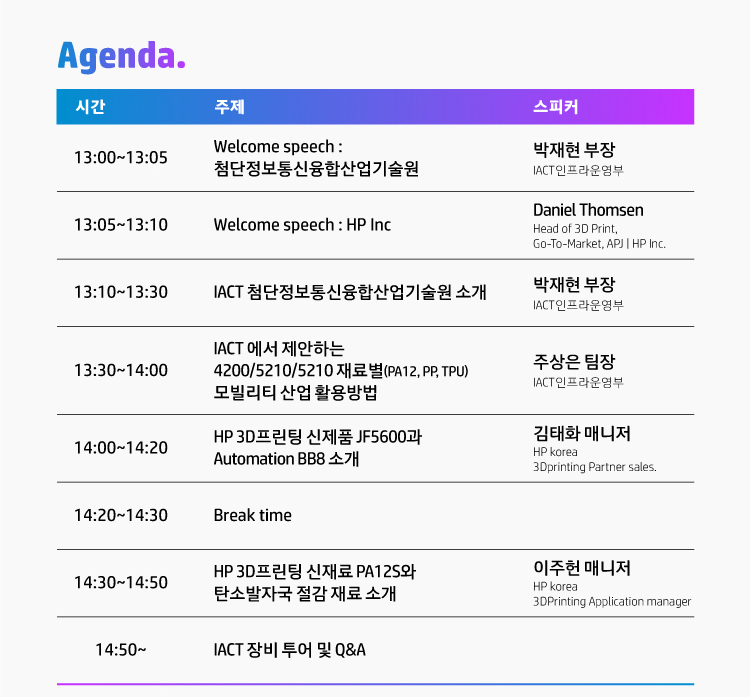 Agenda.
시간 주제 스피커
13:00~13:05
Welcome speech :
첨단정보통신융합산업기술원
박재현 부장
IACT인프라운영부
13:05~13:10
Welcome speech : HP Inc
Daniel Thomsen
Head of 3D Print,
Go-To-Market, APJ | HP Inc.
13:10~13:30
IACT 첨단정보통신융합산업기술원 소개
박재현 부장
IACT인프라운영부
13:30~14:00
IACT 에서 제안하는
4200/5210/5210 재료별(PA12, PP, TPU)
모빌리티 산업 활용방법
주상은 팀장
IACT인프라운영부
14:00~14:20
HP 3D프린팅 신제품 JF5600과
Automation BB8 소개
김태화 매니저
HP korea
3Dprinting Partner sales.
14:20~14:30
Break time
14:30~14:50
HP 3D프린팅 신재료 PA12S와
탄소발자국 절감 재료 소개
이주헌 매니저
HP korea
3DPrinting Application manager
14:50~
IACT 장비 투어 및 Q&A